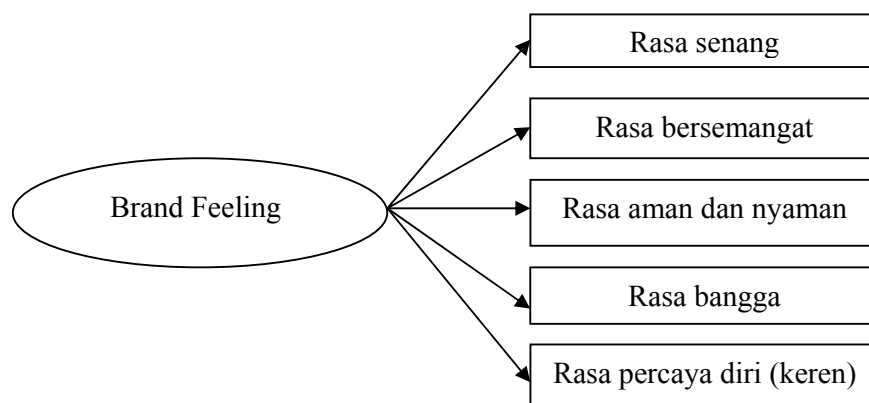 Rasa senang
Rasa bersemangat
Brand Feeling
Rasa aman dan nyaman
Rasa bangga
Rasa percaya diri (keren)